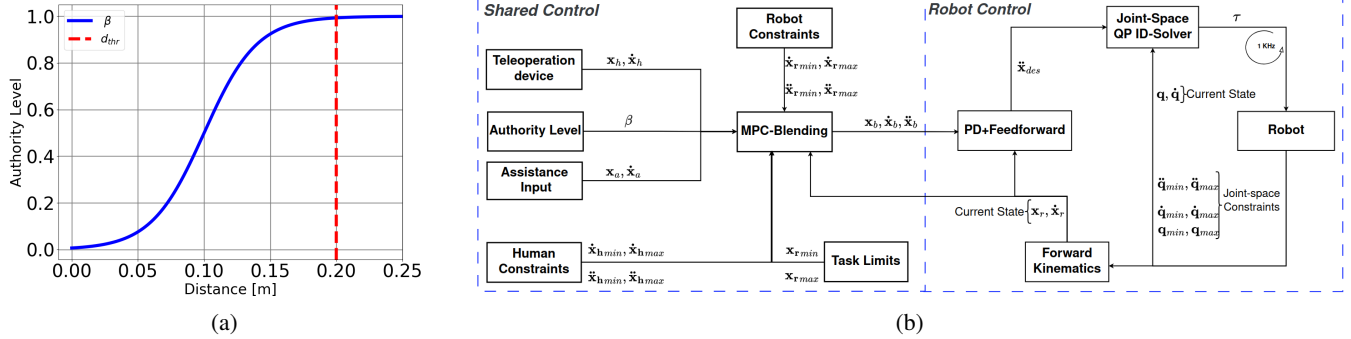 Authority Level
1.0
0.8
0.6
0.4
0.2
0.0
β
d_thr
0.00 0.05 0.10 0.15 0.20 0.25
Distance [m]
(a)
Shared Control
Teleoperation
device
x_h, ẋ_h
Authority Level
β
Assistance
Input
x_a, ẋ_a
Robot
Constraints
ẋ_rmin, ẋ_rmax
ẍ_rmin, ẍ_rmax
MPC-Blending
x_b, ẋ_b, ẍ_b
Human
Constraints
ẋ_hmin, ẋ_hmax
ẍ_hmin, ẍ_hmax
x_rmin
x_rmax
Task Limits
Robot Control
Joint-Space
QP ID-Solver
τ
1 KHz
ẍ_des
q, q̇}Current State
PD+Feedforward
Robot
Current State{x_r, ẋ_r
q̈_min, q̈_max
q̇_min, q̇_max
q_min, q_max
Joint-space
Constraints
Forward
Kinematics
(b)